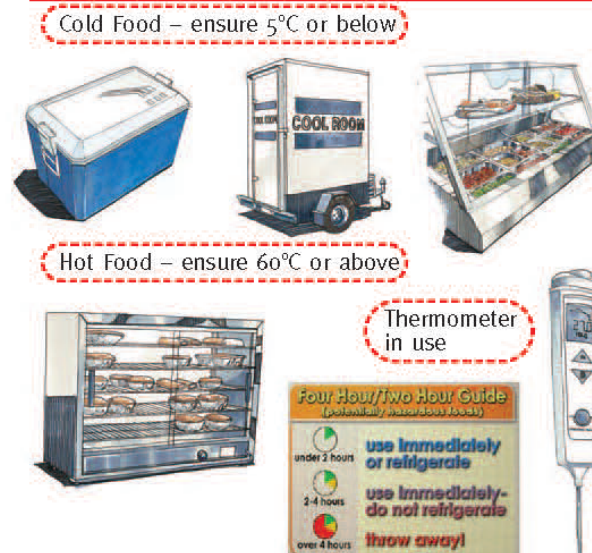 Cold Food – ensure 5°C or below
COOL ROOM
COOL ROOM
Hot Food – ensure 60°C or above
Thermometer
in use
Four Hour/Two Hour Guide
(potentially hazardous foods)
under 2 hours
use immediately
or refrigerate
2-4 hours
use immediately-
do not refrigerate
over 4 hours
throw away!